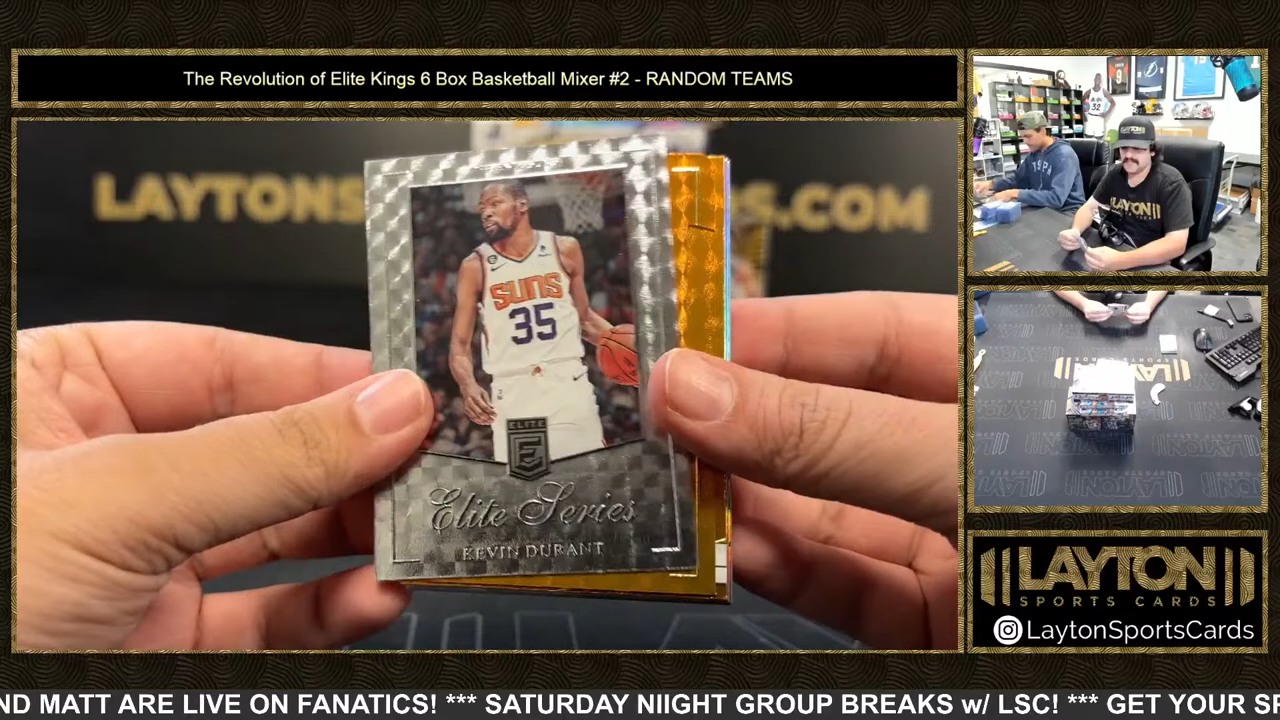 The Revolution of Elite Kings 6 Box Basketball Mixer #2 - RANDOM TEAMS
LAYTONS
S.COM
SUNS
35
ELITE
E
Elite Series
KEVIN DURANT
LAYTON
LAYTON
SPORTS CARDS
LaytonSportsCards
ND MATT ARE LIVE ON FANATICS! *** SATURDAY NIIGHT GROUP BREAKS w/ LSC! *** GET YOUR SP